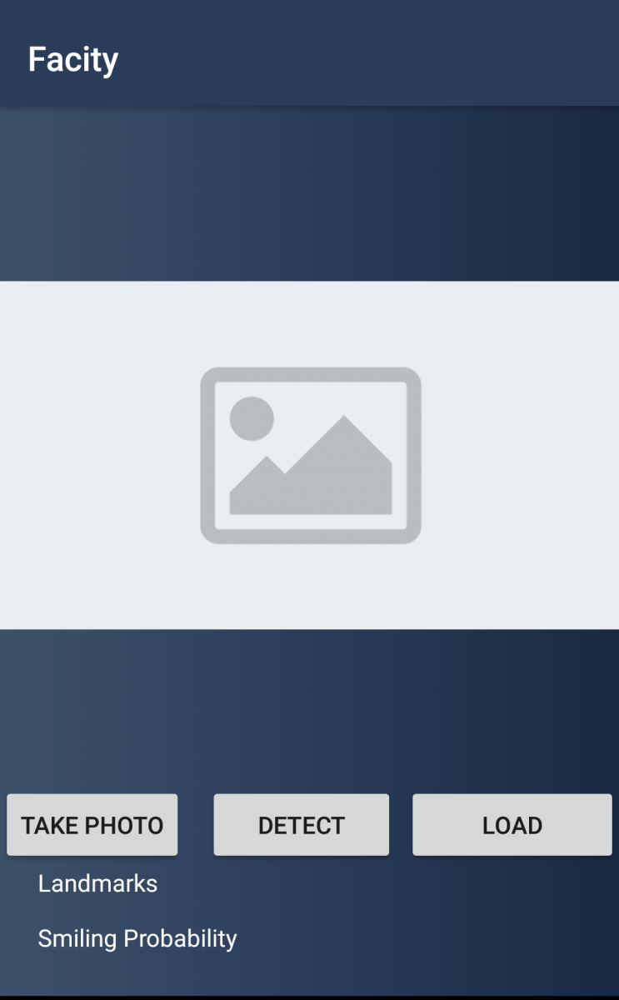 Facity
TAKE PHOTO DETECT LOAD
Landmarks
Smiling Probability